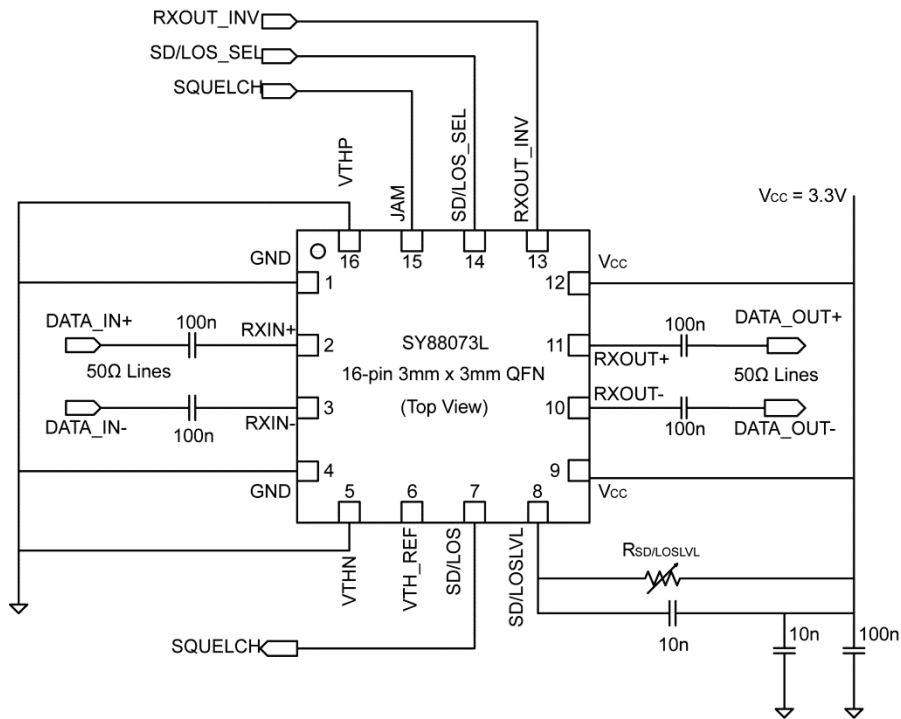 RXOUT_INV
SD/LOS_SEL
SQUELCH
VTHP
JAM
SD/LOS_SEL
RXOUT_INV
VCC = 3.3V
GND
16
15
14
13
VCC
1
12
DATA_IN+
100n
RXIN+
2
SY88073L
11
100n
DATA_OUT+
50Ω Lines
16-pin 3mm x 3mm QFN
RXOUT+
50Ω Lines
(Top View)
RXOUT-
DATA_IN-
100n
RXIN-
3
10
100n
DATA_OUT-
4
9
GND
5
6
7
8
VCC
VTHN
VTH_REF
SD/LOS
SD/LOSLVL
RSD/LOSLVL
10n
10n
100n
SQUELCH